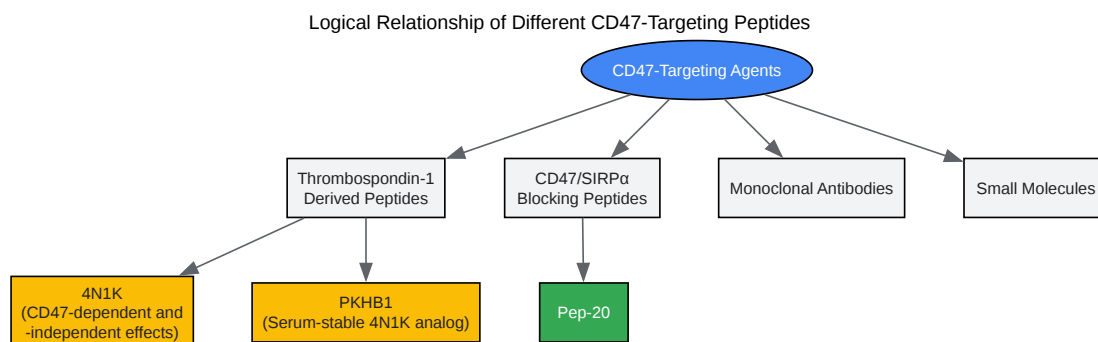 Logical Relationship of Different CD47-Targeting Peptides
CD47-Targeting Agents
Thrombospondin-1
Derived Peptides
CD47/SIRPα
Blocking Peptides
Monoclonal Antibodies
Small Molecules
4N1K
(CD47-dependent and
-independent effects)
PKHB1
(Serum-stable 4N1K analog)
Pep-20